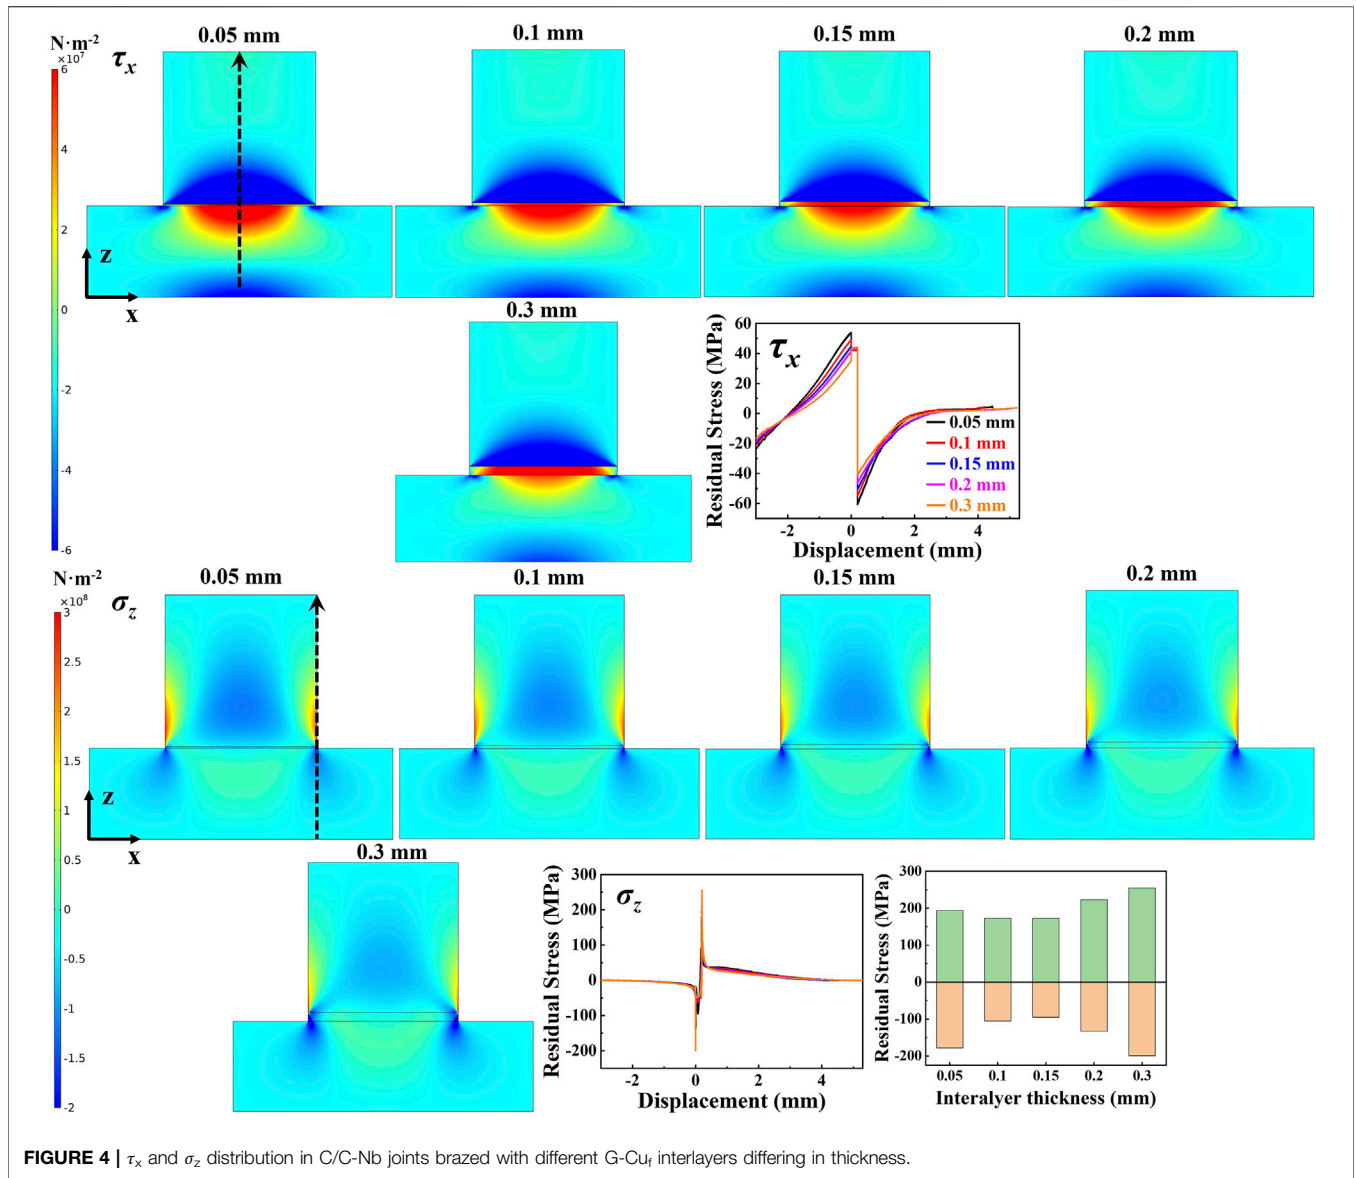 N·m-2
×10⁷
τx
0.05 mm
0.1 mm
0.15 mm
0.2 mm
6
4
2
0
-2
-4
-6
z
x
0.3 mm
Residual Stress (MPa)
60
40
20
0
-20
-40
-60
τx
0.05 mm
0.1 mm
0.15 mm
0.2 mm
0.3 mm
-2
0
2
4
Displacement (mm)
N·m-2
×10⁸
σz
0.05 mm
0.1 mm
0.15 mm
0.2 mm
3
2.5
2
1.5
1
0.5
0
-0.5
-1
-1.5
-2
z
x
0.3 mm
Residual Stress (MPa)
300
200
100
0
-100
-200
σz
-2
0
2
4
Displacement (mm)
Residual Stress (MPa)
300
200
100
0
-100
-200
0.05
0.1
0.15
0.2
0.3
Interalyer thickness (mm)
FIGURE 4 | τx and σz distribution in C/C-Nb joints brazed with different G-Cuf interlayers differing in thickness.